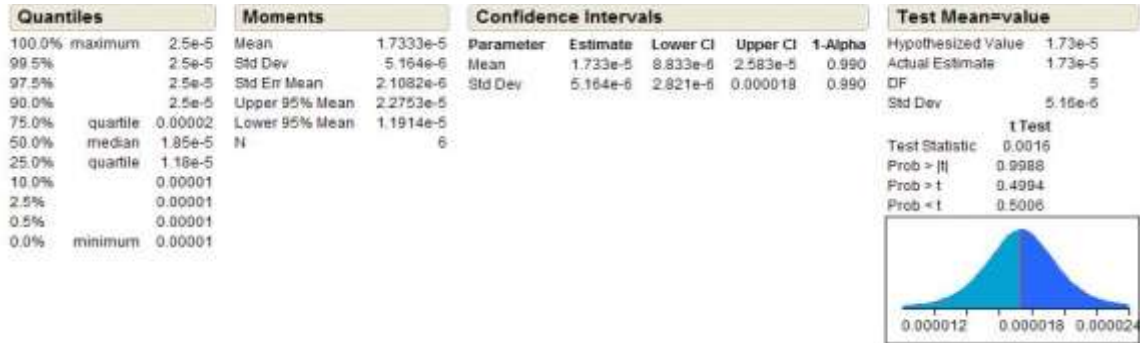 Quantiles
100.0% maximum 2.5e-5
99.5% 2.5e-5
97.5% 2.5e-5
90.0% 2.5e-5
75.0% quartile 0.00002
50.0% median 1.85e-5
25.0% quartile 1.18e-5
10.0% 0.00001
2.5% 0.00001
0.5% 0.00001
0.0% minimum 0.00001
Moments
Mean 1.7333e-5
Std Dev 5.164e-6
Std Err Mean 2.1082e-6
Upper 95% Mean 2.2753e-5
Lower 95% Mean 1.1914e-5
N 6
Confidence Intervals
Parameter Estimate Lower CI Upper CI 1-Alpha
Mean 1.733e-5 8.833e-6 2.583e-5 0.990
Std Dev 5.164e-6 2.821e-6 0.000018 0.990
Test Mean=value
Hypothesized Value 1.73e-5
Actual Estimate 1.73e-5
DF 5
Std Dev 5.16e-6
t Test
Test Statistic 0.0016
Prob > |t| 0.9988
Prob > t 0.4994
Prob < t 0.5006
0.000012 0.000018 0.000024